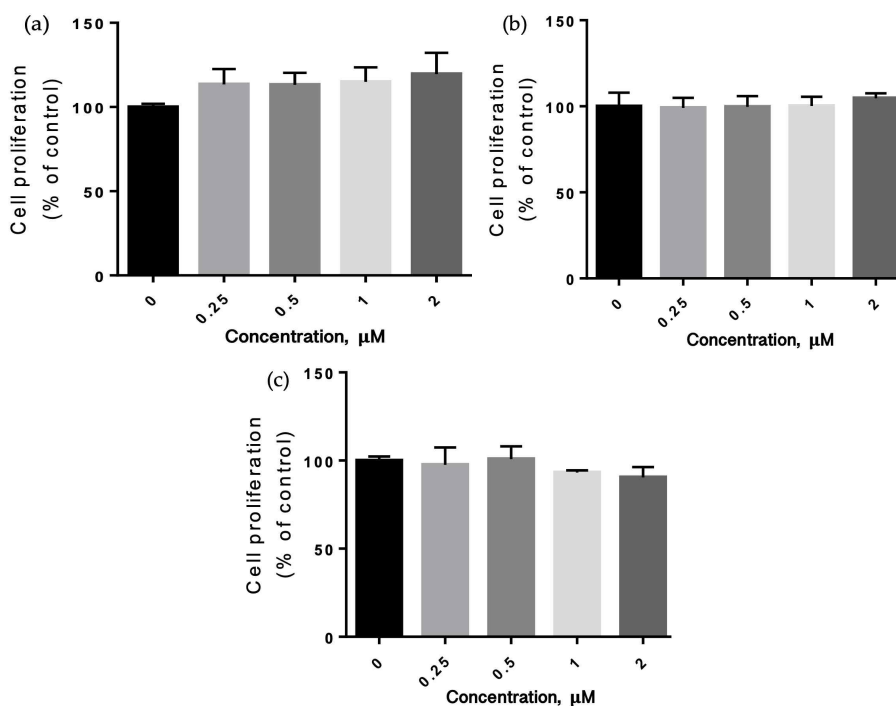 (a)
Cell proliferation
(% of control)
150
100
50
0
0
0.25
0.5
1
2
Concentration, μM
(b)
Cell proliferation
(% of control)
150
100
50
0
0
0.25
0.5
1
2
Concentration, μM
(c)
Cell proliferation
(% of control)
150
100
50
0
0
0.25
0.5
1
2
Concentration, μM